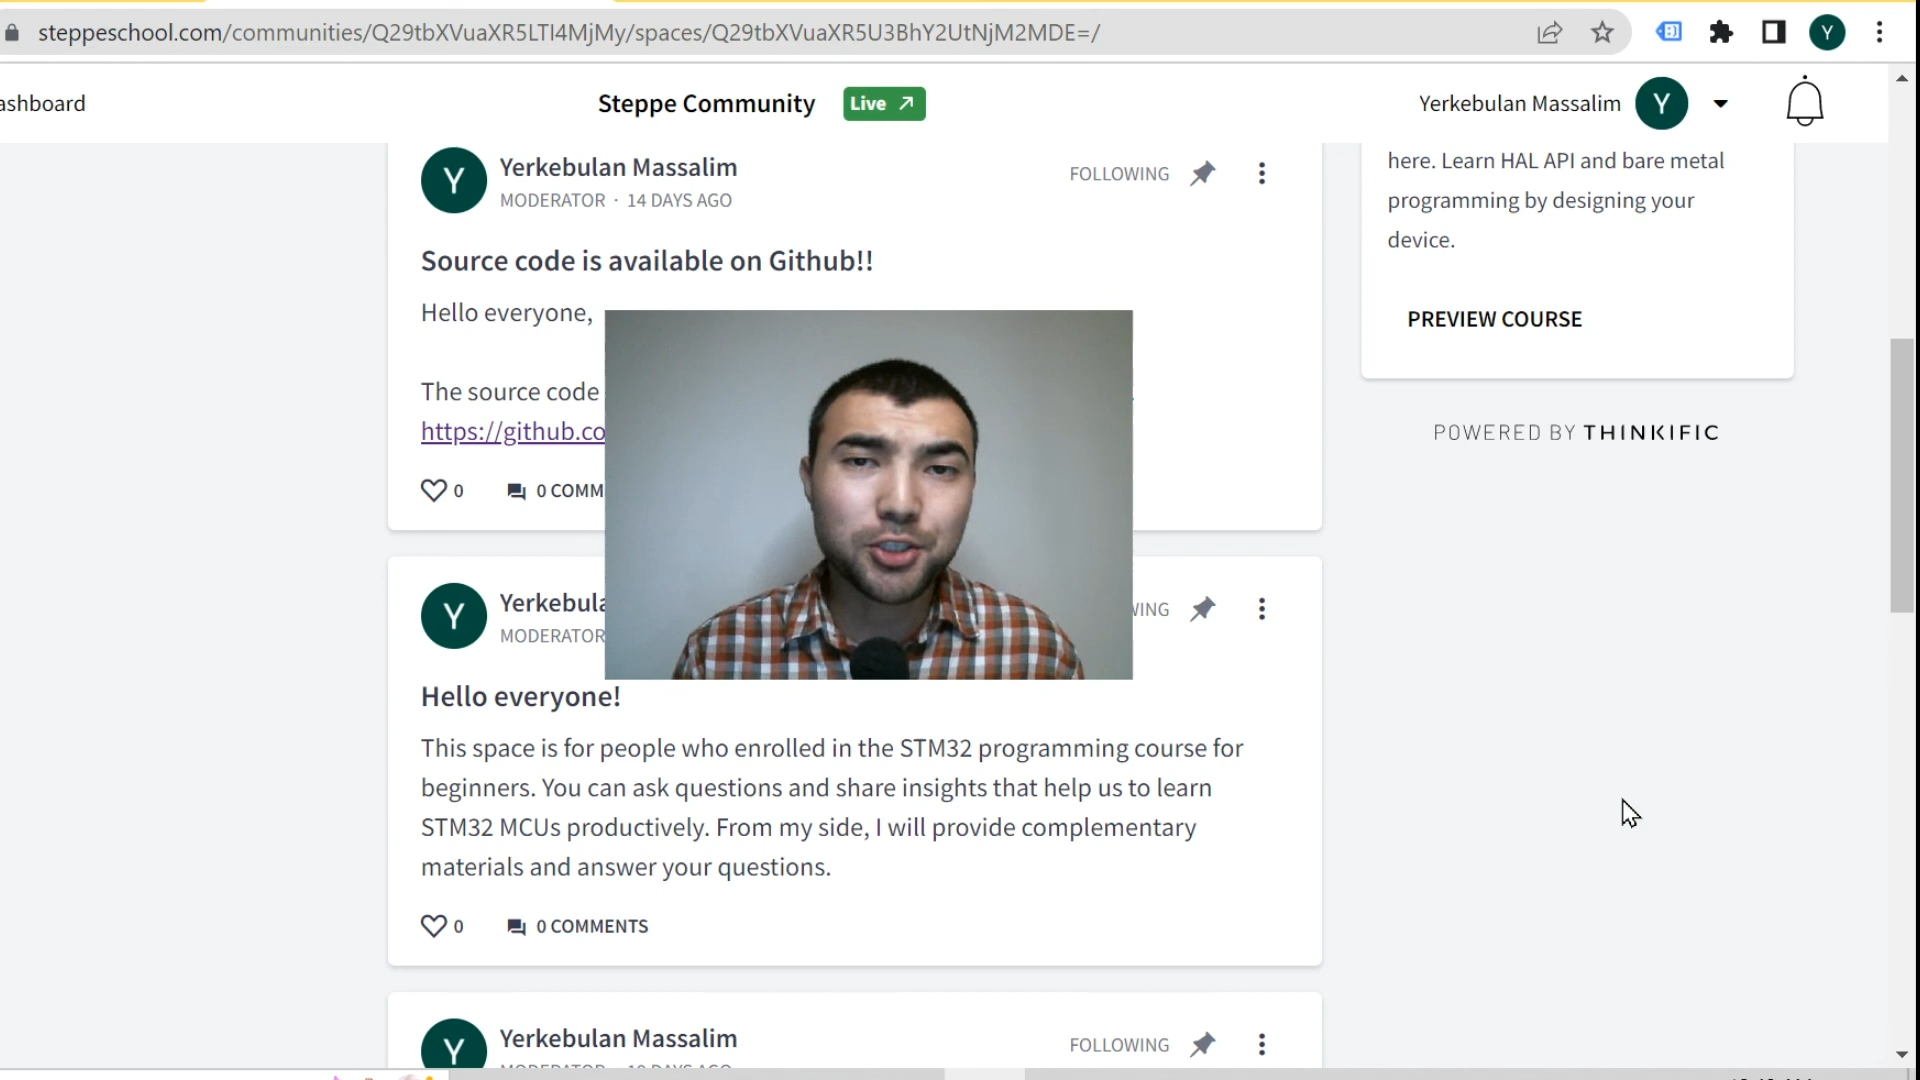 steppeschool.com/communities/Q29tbXVuaXR5LTI4MjMy/spaces/Q29tbXVuaXR5U3BhY2UtNjM2MDE=/
Y
ashboard
Steppe Community
Live
Yerkebulan Massalim
Y
Y
Yerkebulan Massalim
MODERATOR · 14 DAYS AGO
FOLLOWING
Source code is available on Github!!
Hello everyone,
The source code
https://github.co
0
0 COMM
here. Learn HAL API and bare metal
programming by designing your
device.
PREVIEW COURSE
POWERED BY THINKIFIC
Y
Yerkebula
MODERATOR
WING
Hello everyone!
This space is for people who enrolled in the STM32 programming course for
beginners. You can ask questions and share insights that help us to learn
STM32 MCUs productively. From my side, I will provide complementary
materials and answer your questions.
0
0 COMMENTS
Y
Yerkebulan Massalim
FOLLOWING